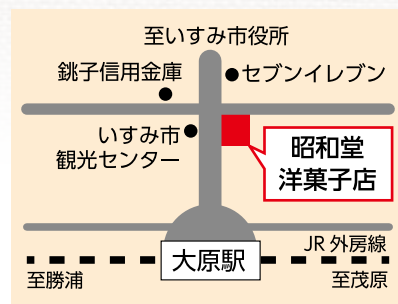 至いすみ市役所
銚子信用金庫
セブンイレブン
いすみ市
観光センター
昭和堂
洋菓子店
JR外房線
大原駅
至勝浦
至茂原